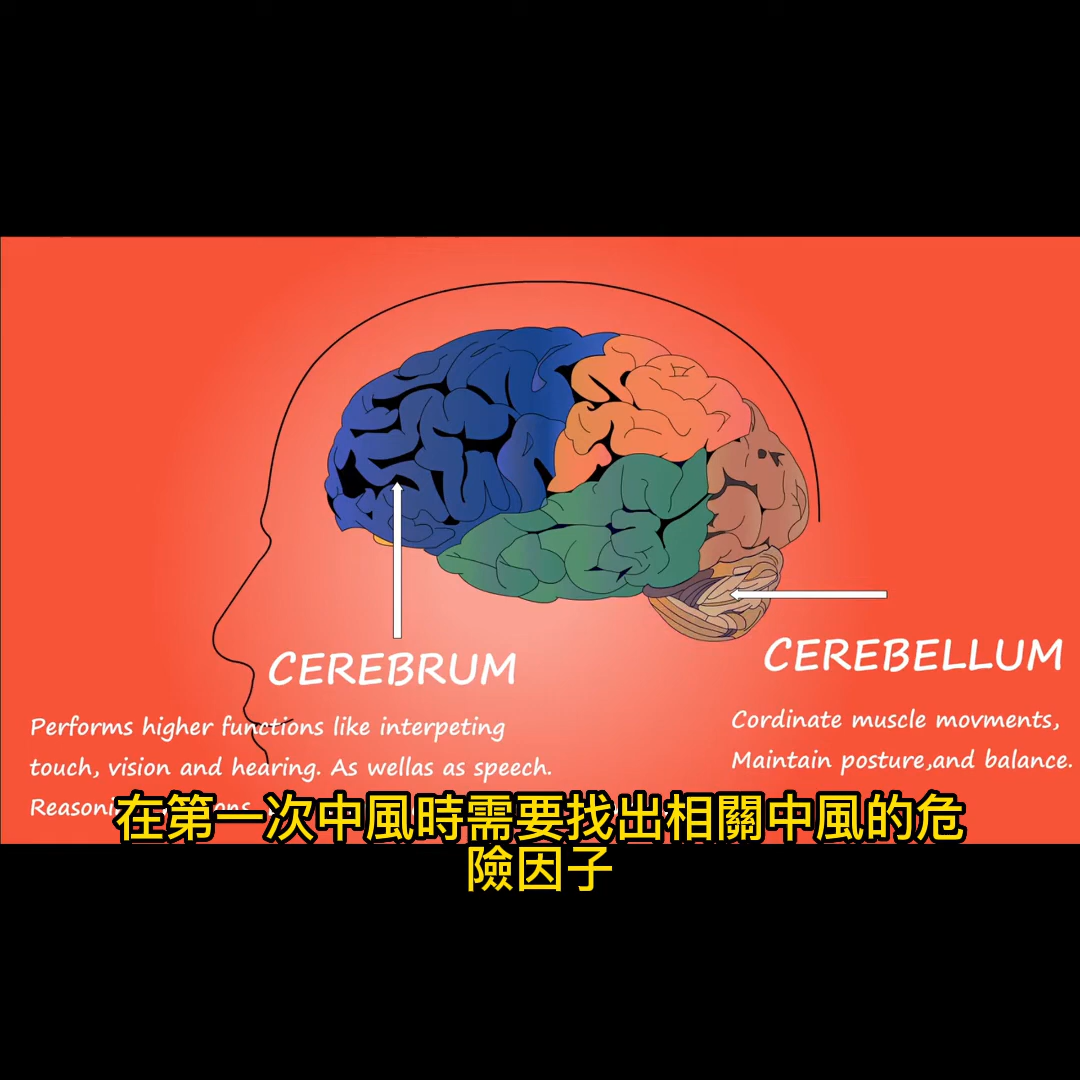 CEREBRUM
Performs higher functions like interpeting
touch, vision and hearing. As wellas as speech.
CEREBELLUM
Cordinate muscle movments,
Maintain posture,and balance.
在第一次中風時需要找出相關中風的危
險因子